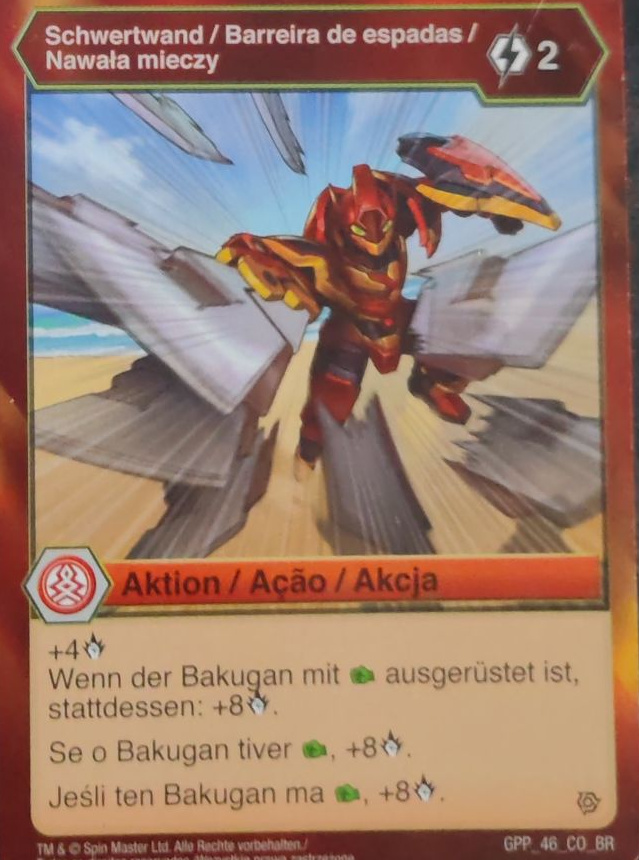 Schwertwand / Barreira de espadas /
Nawała mieczy
2
Aktion / Ação / Akcja
+4
Wenn der Bakugan mit ausgerüstet ist,
stattdessen: +8.
Se o Bakugan tiver , +8.
Jeśli ten Bakugan ma , +8.
TM & © Spin Master Ltd. Alle Rechte vorbehalten./
GPP_46_CO_BR